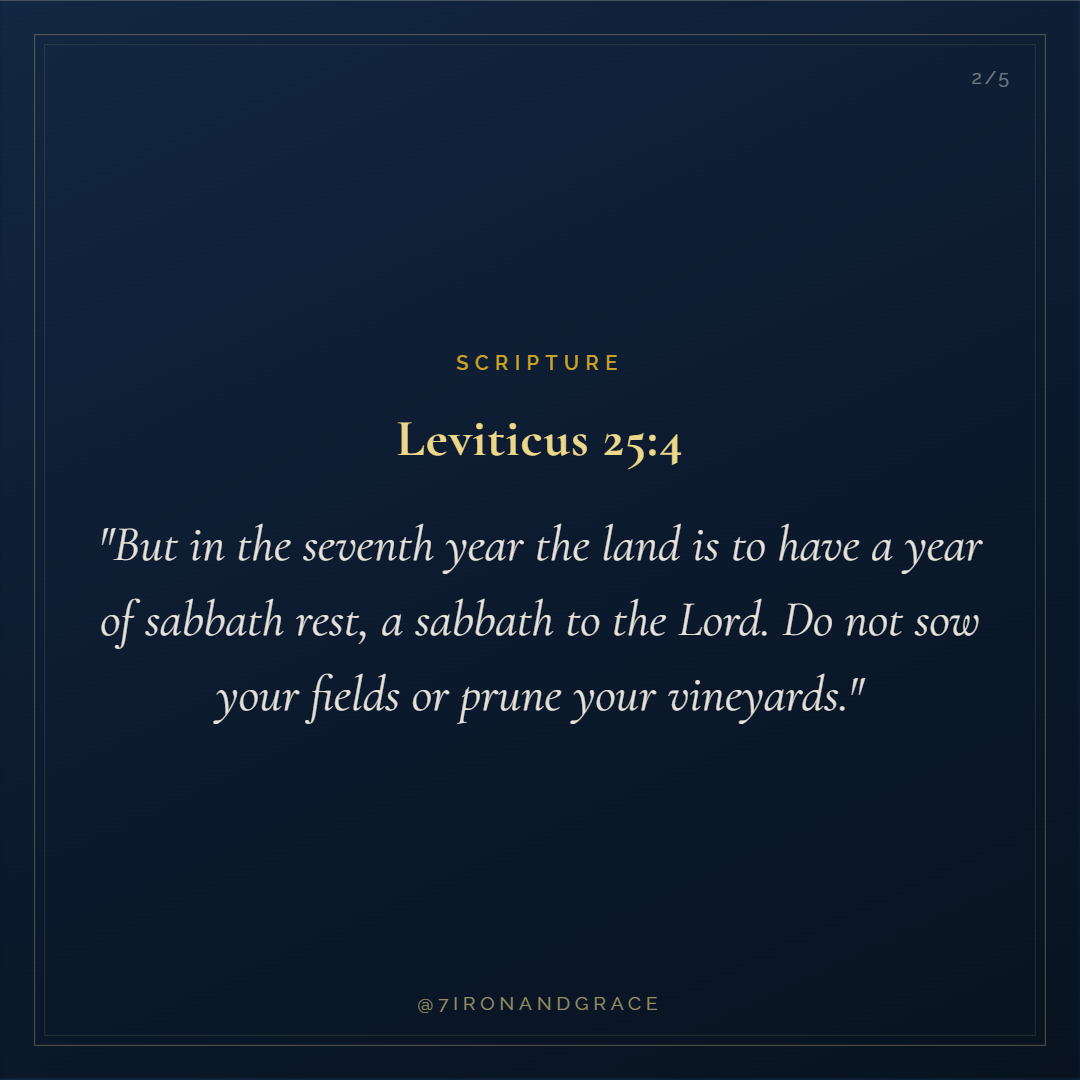 2/5
SCRIPTURE
Leviticus 25:4
"But in the seventh year the land is to have a year
of sabbath rest, a sabbath to the Lord. Do not sow
your fields or prune your vineyards."
@7IRONANDGRACE